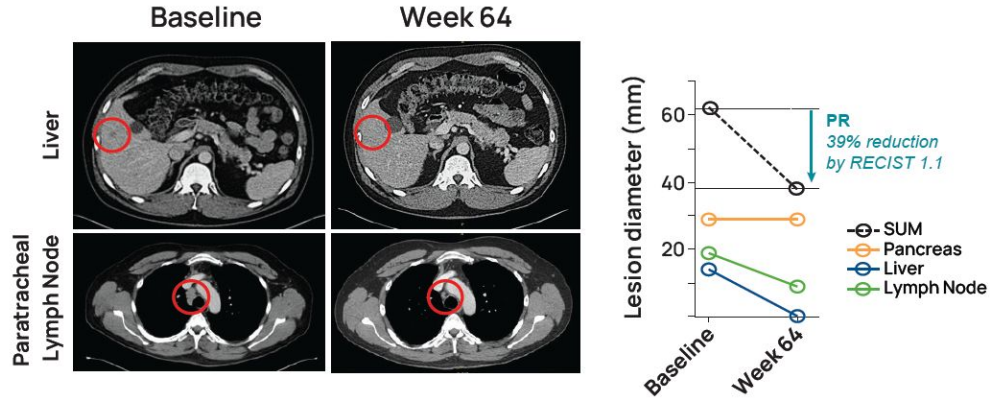 Baseline
Week 64
Liver
Paratracheal
Lymph Node
Lesion diameter (mm)
60
40
20
PR
39% reduction
by RECIST 1.1
SUM
Pancreas
Liver
Lymph Node
Baseline
Week 64